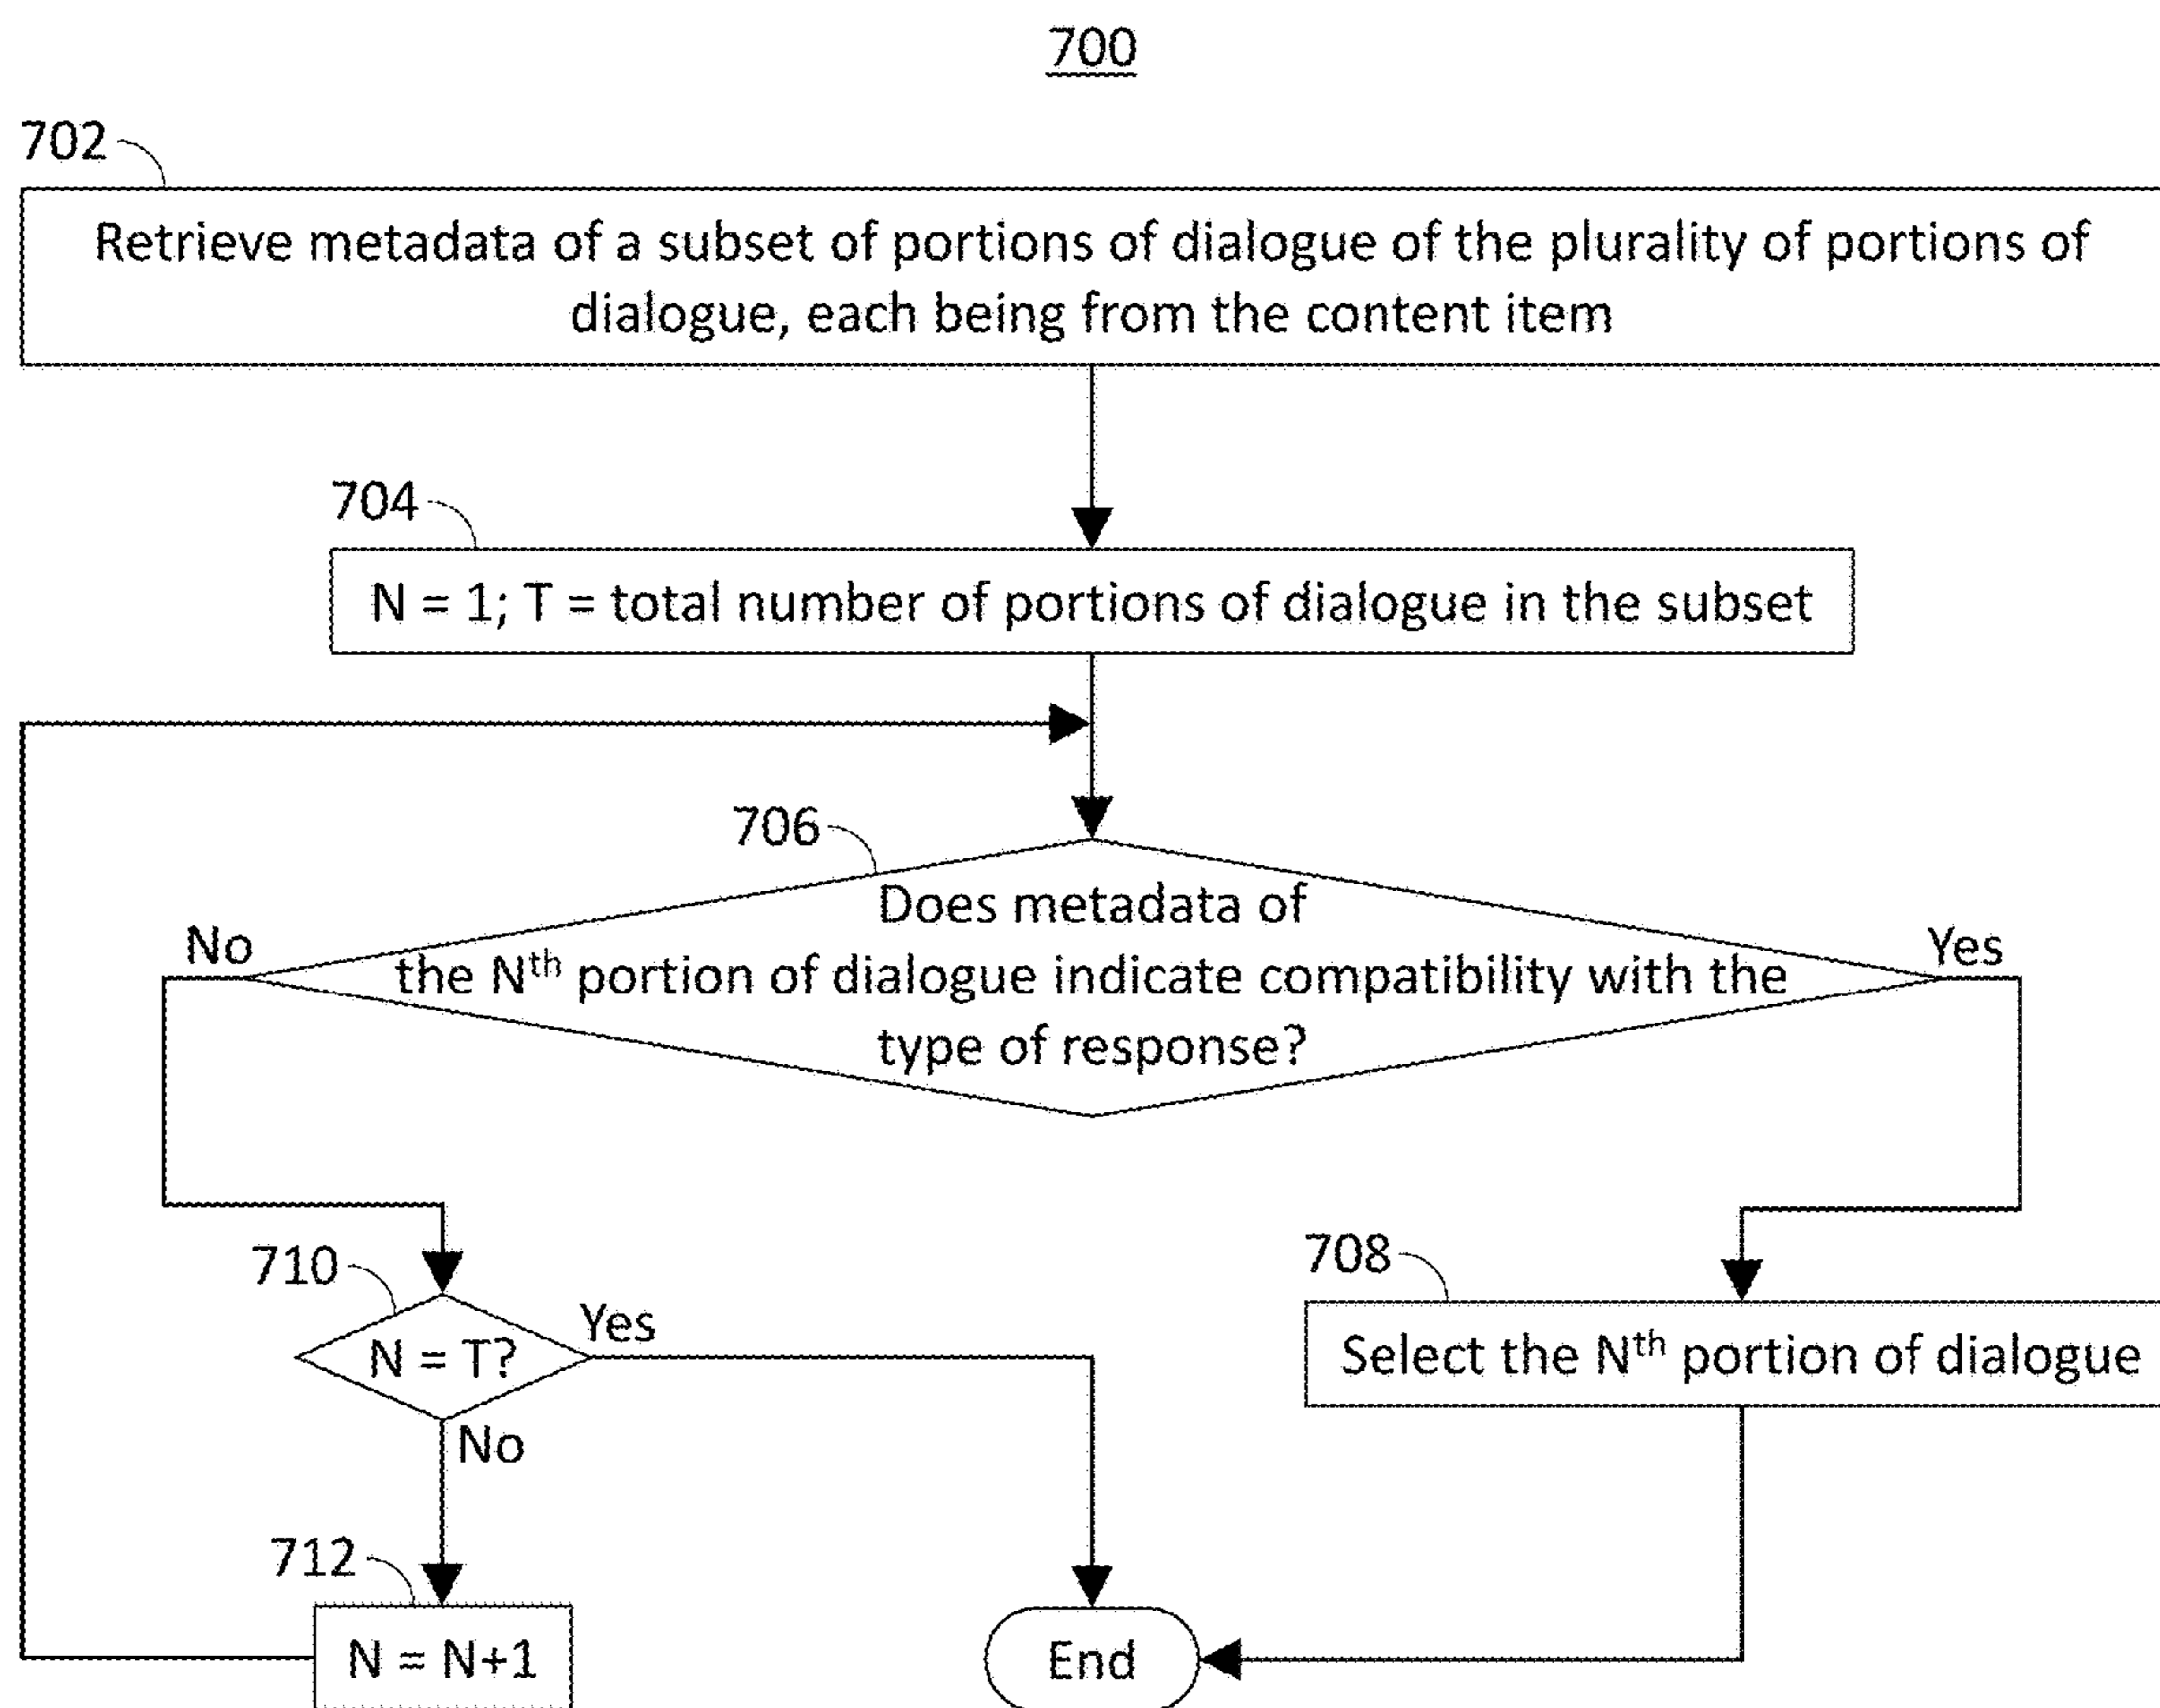 700
702
Retrieve metadata of a subset of portions of dialogue of the plurality of portions of
dialogue, each being from the content item
704
N = 1; T = total number of portions of dialogue in the subset
706
Does metadata of
the Nth portion of dialogue indicate compatibility with the
type of response?
No
Yes
710
N = T?
Yes
No
708
Select the Nth portion of dialogue
712
N = N+1
End